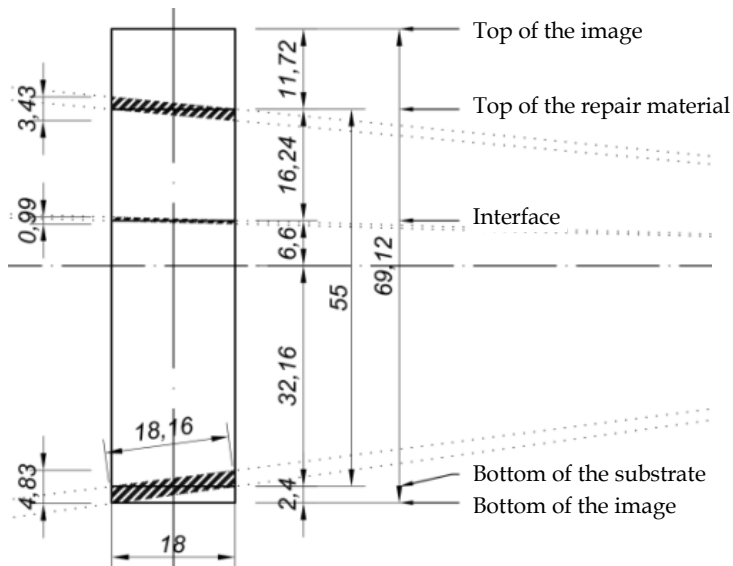 Top of the image
11,72
3,43
Top of the repair material
16,24
0,99
Interface
6,6
69,12
55
32,16
18,16
4,83
Bottom of the substrate
2,4
Bottom of the image
18